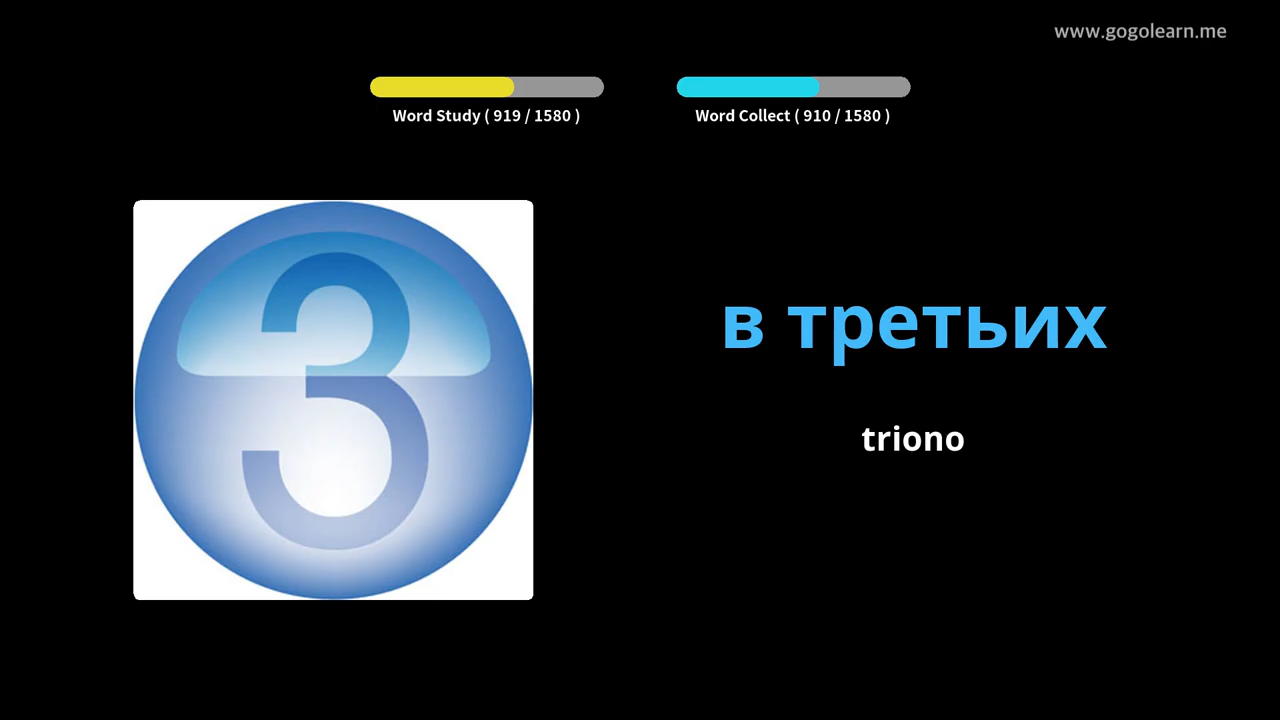 www.gogolearn.me
Word Study ( 919 / 1580 )
Word Collect ( 910 / 1580 )
3
в третьих
triono